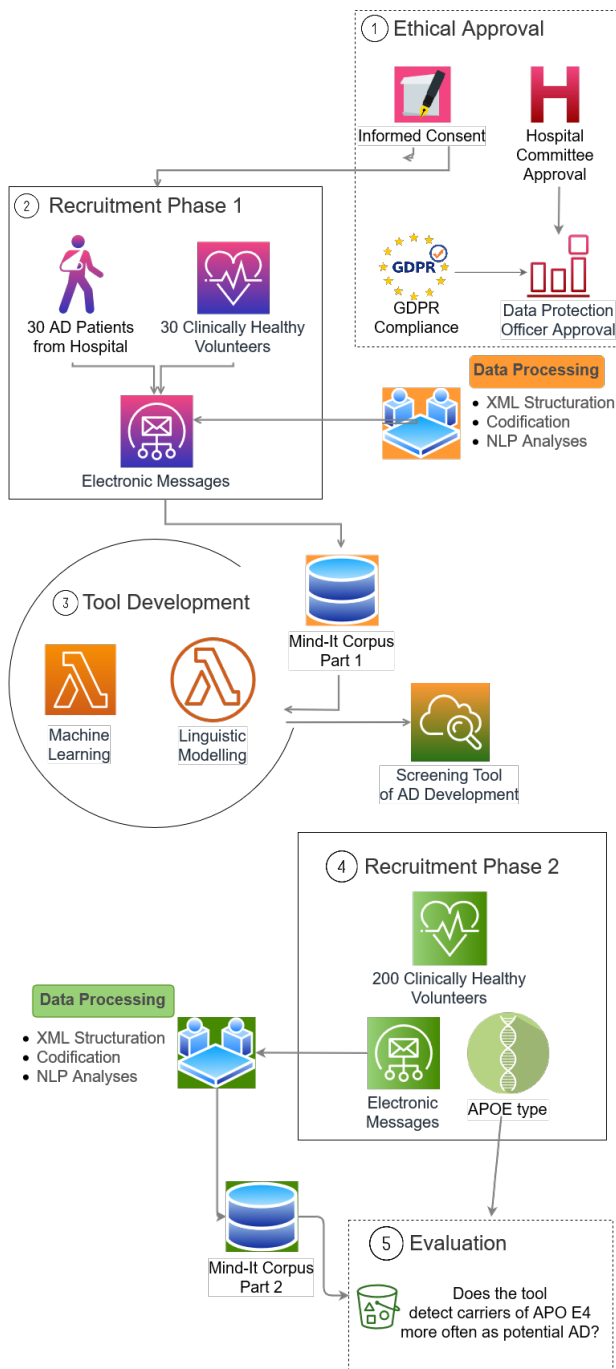 1 Ethical Approval
Informed Consent
Hospital
Committee
Approval
GDPR
GDPR
Compliance
Data Protection
Officer Approval
2 Recruitment Phase 1
30 AD Patients
from Hospital
30 Clinically Healthy
Volunteers
Electronic Messages
Data Processing
• XML Structuration
• Codification
• NLP Analyses
3 Tool Development
Machine
Learning
Linguistic
Modelling
Mind-It Corpus
Part 1
Screening Tool
of AD Development
4 Recruitment Phase 2
200 Clinically Healthy
Volunteers
Electronic
Messages
APOE type
Data Processing
• XML Structuration
• Codification
• NLP Analyses
Mind-It Corpus
Part 2
5 Evaluation
Does the tool
detect carriers of APO E4
more often as potential AD?